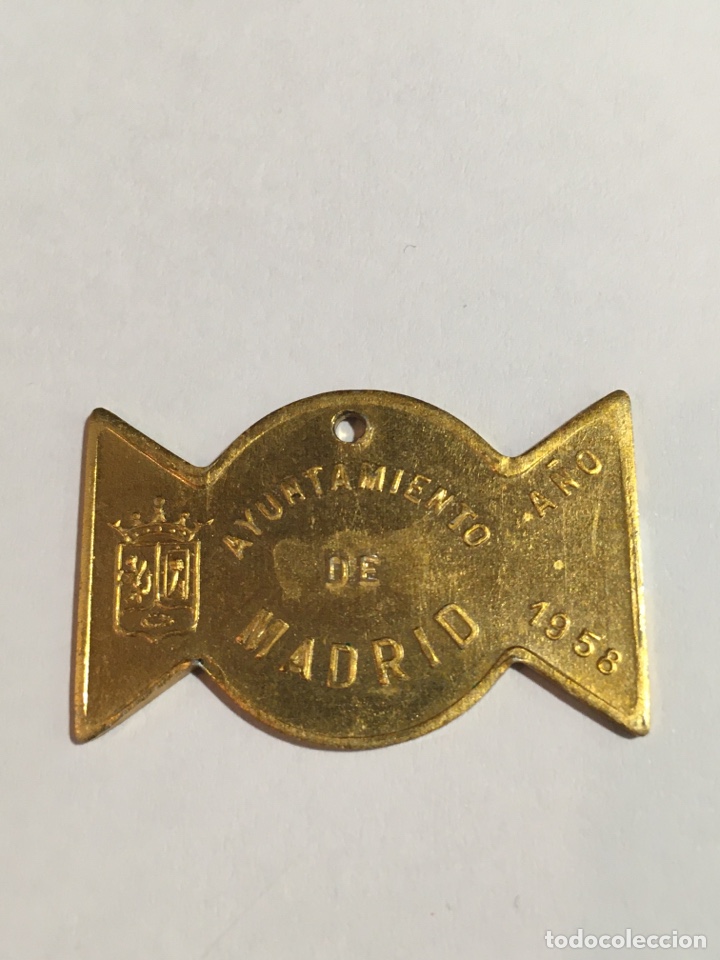 AYUNTAMIENTO
DE
MADRID
AÑO
1958
todocoleccion